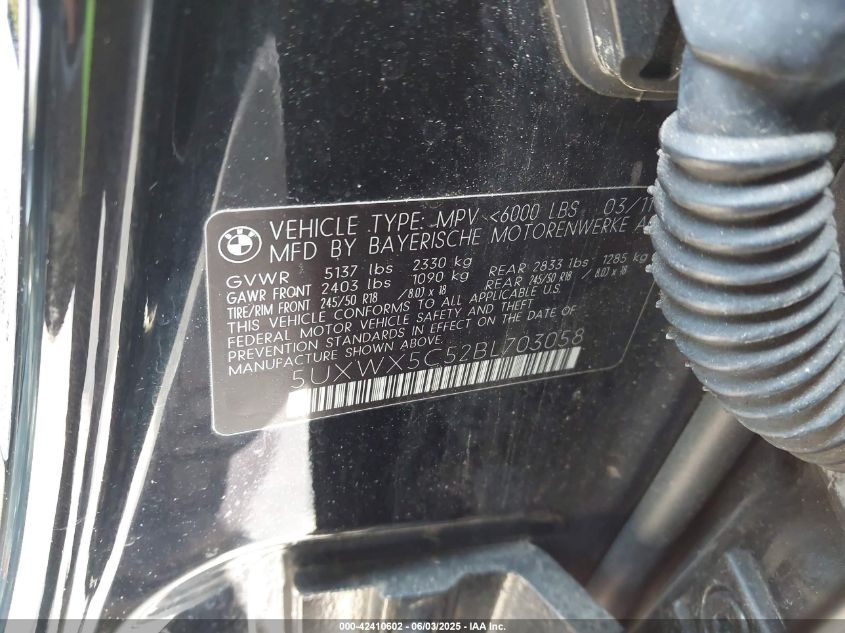 BMW
VEHICLE TYPE: MPV <6000 LBS 03/11
MFD BY BAYERISCHE MOTORENWERKE A
GVWR 5137 lbs 2330 kg
GAWR FRONT 2403 lbs 1090 kg REAR 2833 lbs 1285 kg
TIRE/RIM FRONT 245/50 R18 /8.0J x 18 REAR 245/50 R18 /8.0J x 18
THIS VEHICLE CONFORMS TO ALL APPLICABLE U.S.
FEDERAL MOTOR VEHICLE SAFETY AND THEFT
PREVENTION STANDARDS IN EFFECT ON THE DATE OF
MANUFACTURE SHOWN ABOVE.
5UXWX5C52BL703058
000-42410602 - 06/03/2025 - IAA Inc.